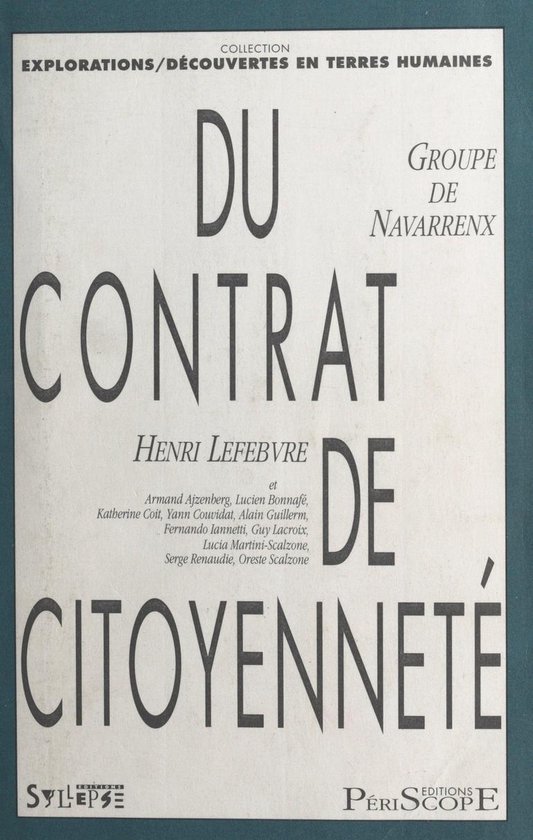 COLLECTION
EXPLORATIONS/DÉCOUVERTES EN TERRES HUMAINES
DU
GROUPE
DE
NAVARRENX
CONTRAT
HENRI LEFEBVRE
et
Armand Ajzenberg, Lucien Bonnafé,
Katherine Coit, Yann Couvidat, Alain Guillerm,
Fernando Iannetti, Guy Lacroix,
Lucia Martini-Scalzone,
Serge Renaudie, Oreste Scalzone
DE
CITOYENNETÉ
EDITIONS
SYLLEPSE
EDITIONS
PÉRISCOPE